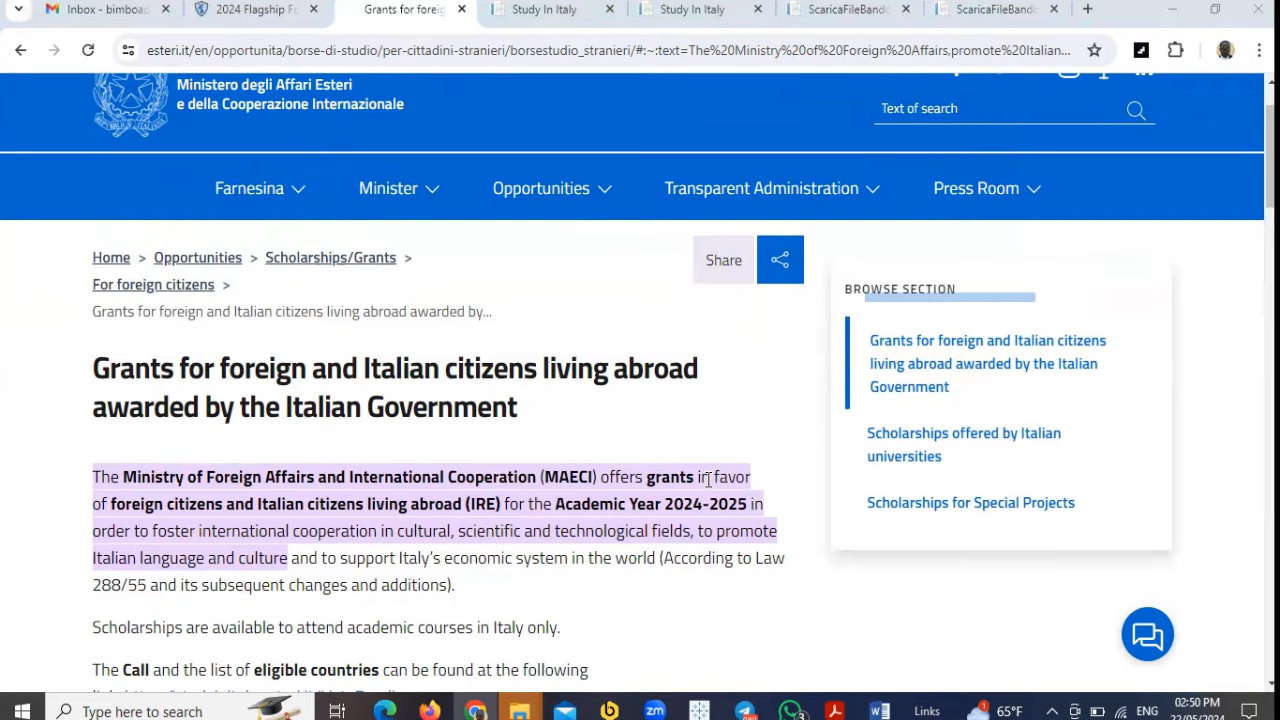 Inbox - bimboad
2024 Flagship Fe
Grants for foreig
Study In Italy
Study In Italy
ScaricaFileBando
ScaricaFileBando
esteri.it/en/opportunita/borse-di-studio/per-cittadini-stranieri/borsestudio_stranieri/#:~:text=The%20Ministry%20of%20Foreign%20Affairs,promote%20Italian...
Ministero degli Affari Esteri
e della Cooperazione Internazionale
Text of search
Farnesina
Minister
Opportunities
Transparent Administration
Press Room
Home > Opportunities > Scholarships/Grants >
For foreign citizens >
Grants for foreign and Italian citizens living abroad awarded by...
Share
BROWSE SECTION
Grants for foreign and Italian citizens
living abroad awarded by the Italian
Government
Scholarships offered by Italian
universities
Scholarships for Special Projects
Grants for foreign and Italian citizens living abroad
awarded by the Italian Government
The Ministry of Foreign Affairs and International Cooperation (MAECI) offers grants in favor
of foreign citizens and Italian citizens living abroad (IRE) for the Academic Year 2024-2025 in
order to foster international cooperation in cultural, scientific and technological fields, to promote
Italian language and culture and to support Italy’s economic system in the world (According to Law
288/55 and its subsequent changes and additions).
Scholarships are available to attend academic courses in Italy only.
The Call and the list of eligible countries can be found at the following
Type here to search
Links
65°F
ENG
02:50 PM
22/05/2024